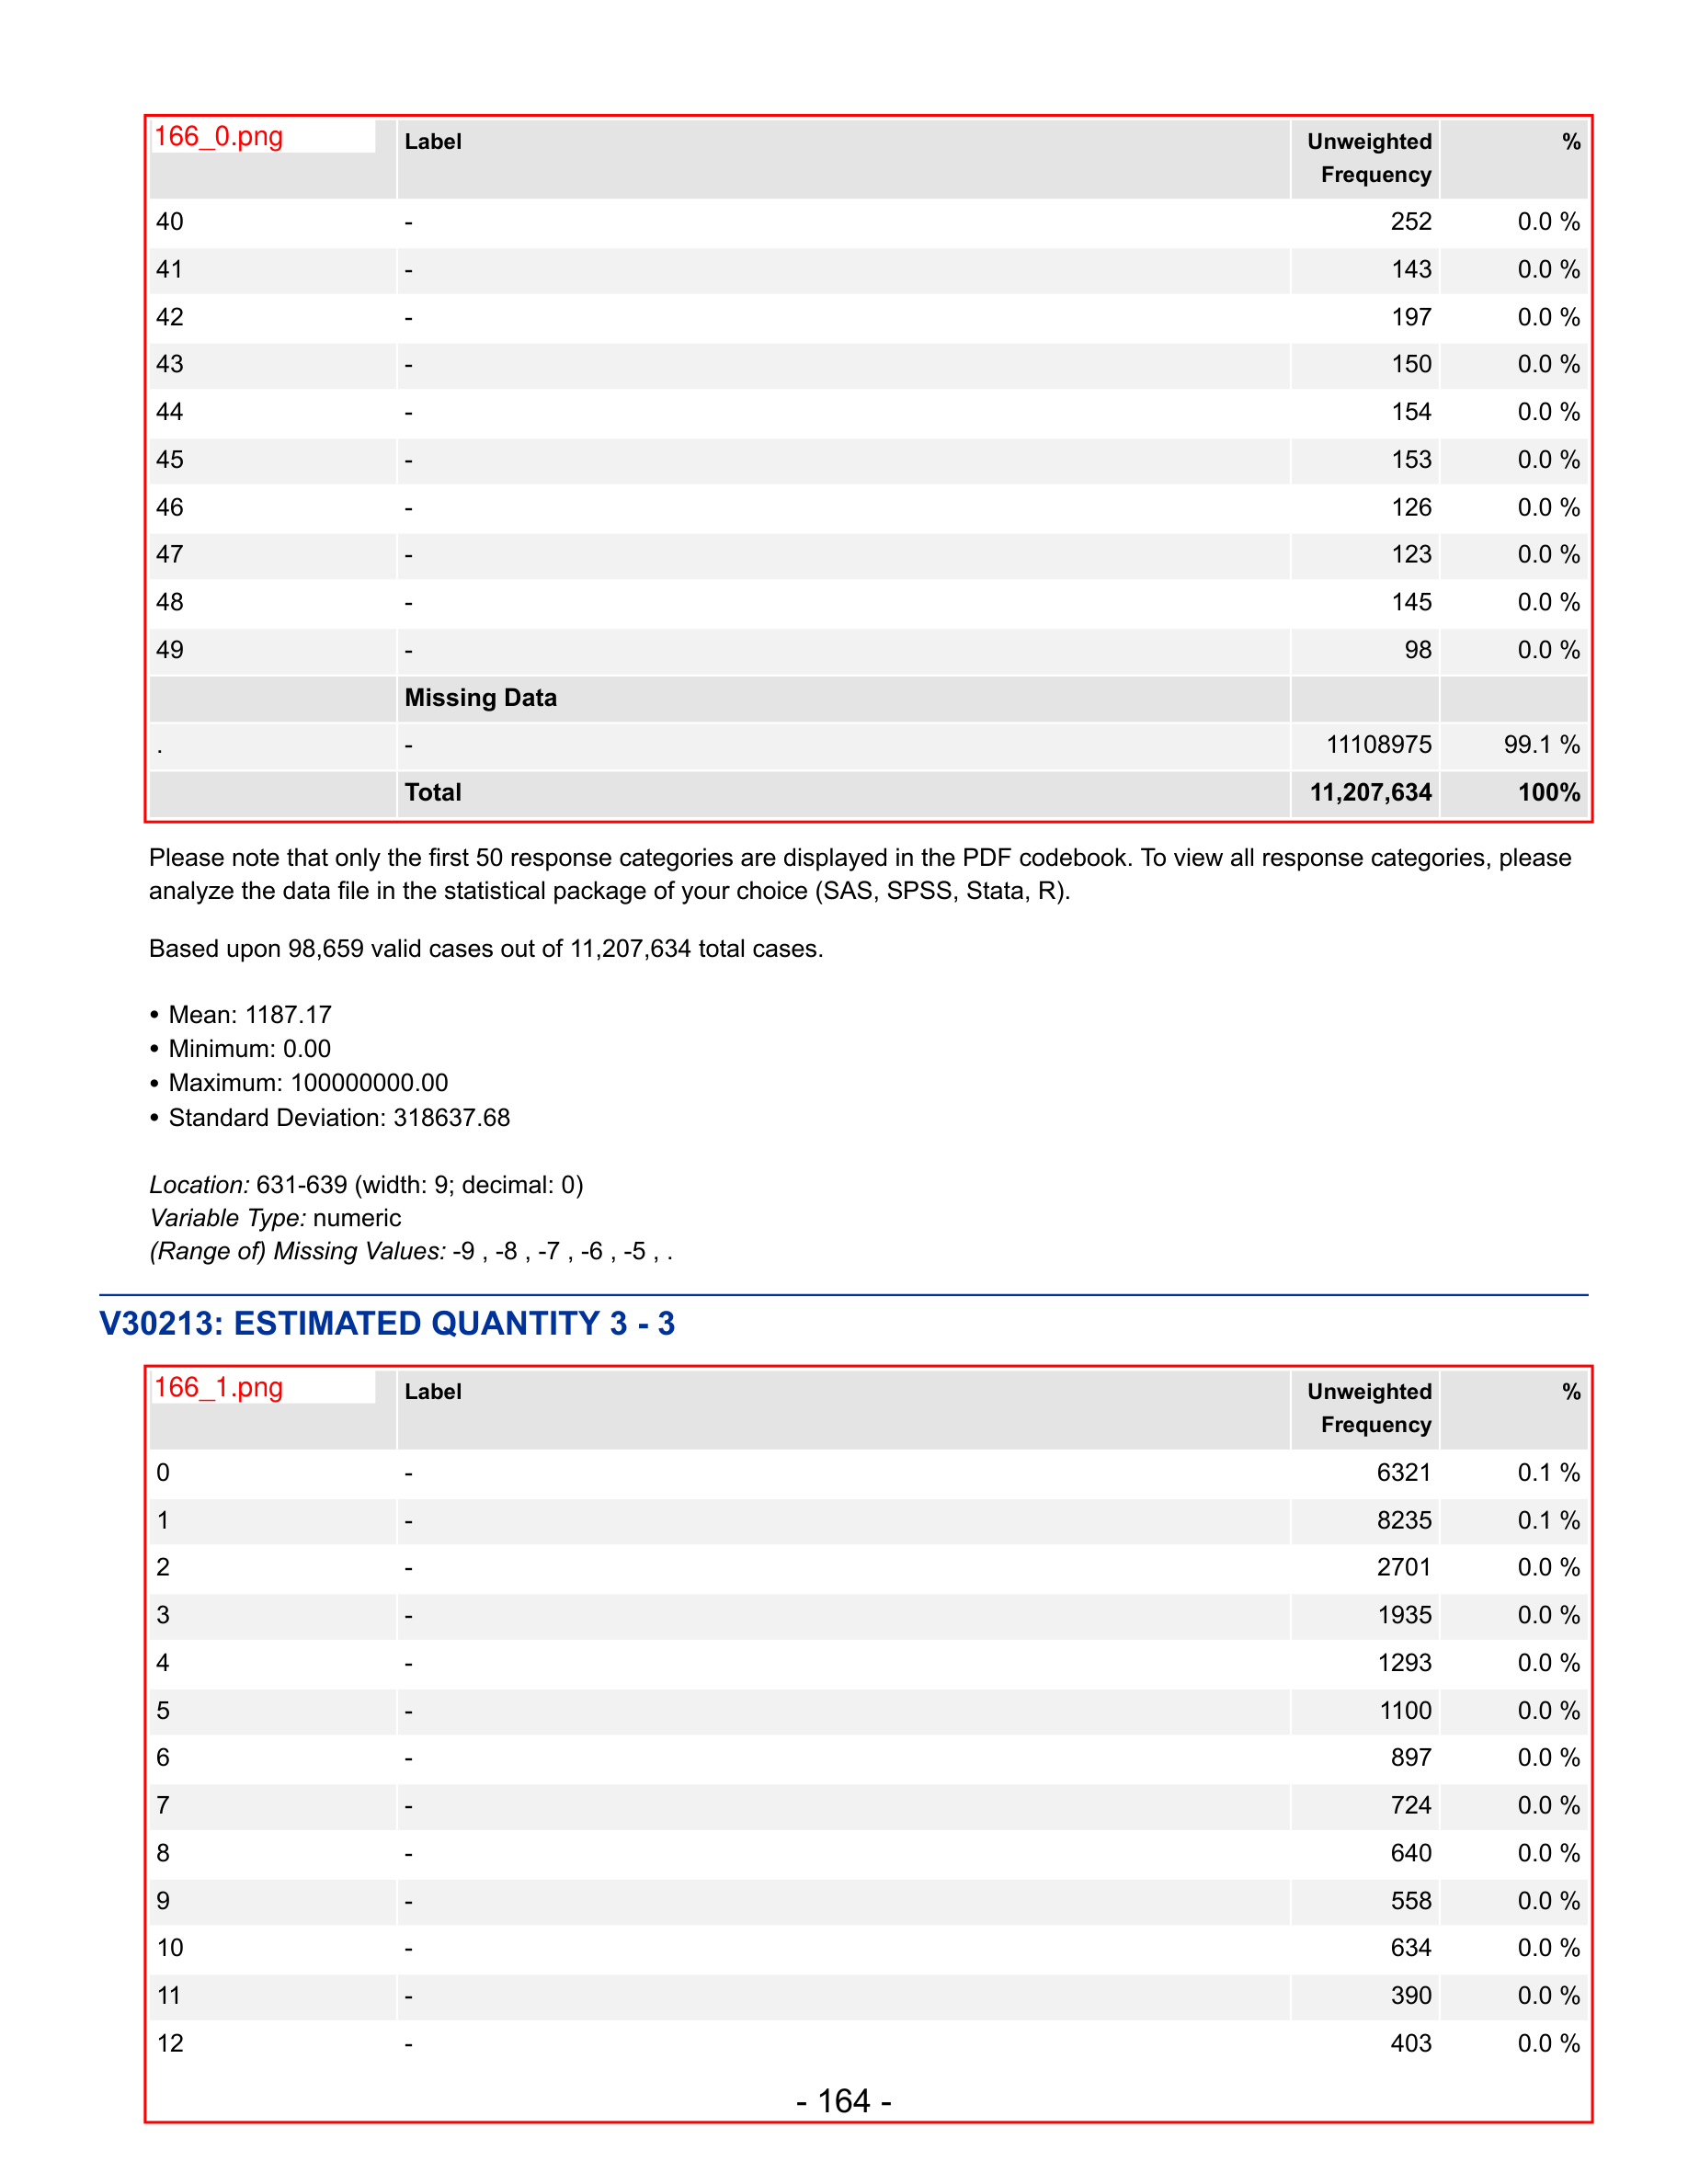 166_0.png Label Unweighted Frequency %
40 - 252 0.0 %
41 - 143 0.0 %
42 - 197 0.0 %
43 - 150 0.0 %
44 - 154 0.0 %
45 - 153 0.0 %
46 - 126 0.0 %
47 - 123 0.0 %
48 - 145 0.0 %
49 - 98 0.0 %
Missing Data
. - 11108975 99.1 %
Total 11,207,634 100%
Please note that only the first 50 response categories are displayed in the PDF codebook. To view all response categories, please
analyze the data file in the statistical package of your choice (SAS, SPSS, Stata, R).
Based upon 98,659 valid cases out of 11,207,634 total cases.
• Mean: 1187.17
• Minimum: 0.00
• Maximum: 100000000.00
• Standard Deviation: 318637.68
Location: 631-639 (width: 9; decimal: 0)
Variable Type: numeric
(Range of) Missing Values: -9 , -8 , -7 , -6 , -5 , .
V30213: ESTIMATED QUANTITY 3 - 3
166_1.png Label Unweighted Frequency %
0 - 6321 0.1 %
1 - 8235 0.1 %
2 - 2701 0.0 %
3 - 1935 0.0 %
4 - 1293 0.0 %
5 - 1100 0.0 %
6 - 897 0.0 %
7 - 724 0.0 %
8 - 640 0.0 %
9 - 558 0.0 %
10 - 634 0.0 %
11 - 390 0.0 %
12 - 403 0.0 %
- 164 -